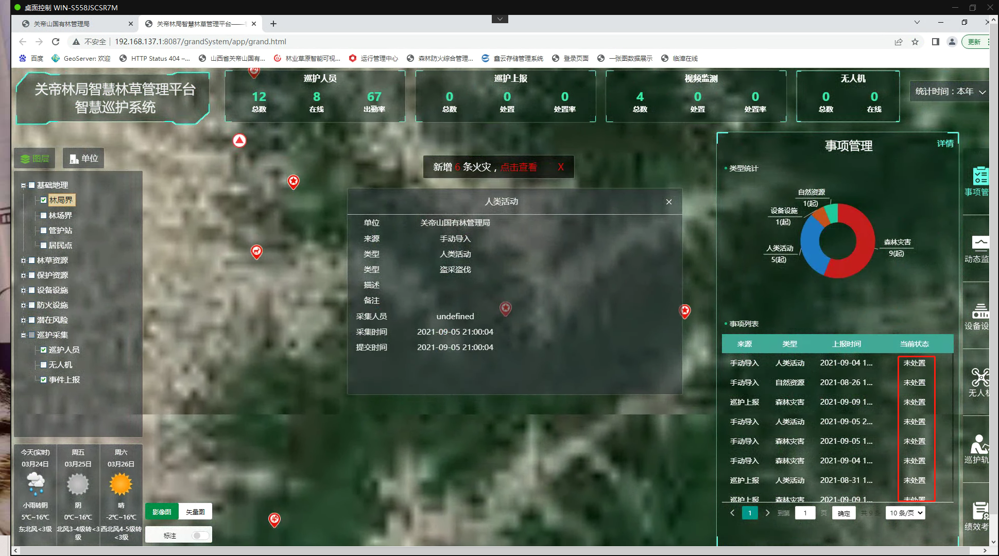 桌面控制 WIN-S558JSCSR7M
关帝山国有林管理局
关帝林局智慧林草管理平台——
不安全
192.168.137.1:8087/grandSystem/app/grand.html
更新
百度
GeoServer: 欢迎
HTTP Status 404 –...
山西省关帝山国有...
林业草原智能可视...
运行管理中心
森林防火综合管理...
鑫云存储管理系统
登录页面
一张图数据展示
临漳在线
关帝林局智慧林草管理平台
智慧巡护系统
巡护人员
12 8 67
总数 在线 出勤率
巡护上报
0 0 0
总数 处置 处置率
视频监测
4 0 0
总数 处置 处置率
无人机
0 0
总数 在线
统计时间：本年
图层
单位
基础地理
林局界
林场界
管护站
居民点
林草资源
保护资源
设备设施
防火设施
潜在风险
巡护采集
巡护人员
无人机
事件上报
今天(实时) 周五 周六
03月24日 03月25日 03月26日
小雨转阴 阴 晴
5℃~16℃ 0℃~16℃ -2℃~16℃
东北风<3级 北风3-4级转<3级 西北风4-5级转<3级
影像图
矢量图
标注
新增 6 条火灾，点击查看 X
人类活动
单位 关帝山国有林管理局
来源 手动导入
类型 人类活动
类型 盗采盗伐
描述
备注
采集人员 undefined
采集时间 2021-09-05 21:00:04
提交时间 2021-09-05 21:00:04
事项管理
详情
类型统计
自然资源
1(起)
设备设施
1(起)
人类活动
5(起)
森林灾害
9(起)
事项列表
来源 类型 上报时间 当前状态
手动导入 人类活动 2021-09-04 1... 未处置
手动导入 自然资源 2021-08-26 1... 未处置
巡护上报 森林灾害 2021-09-09 1... 未处置
手动导入 人类活动 2021-09-05 2... 未处置
手动导入 森林灾害 2021-09-05 1... 未处置
手动导入 森林灾害 2021-09-04 1... 未处置
巡护上报 人类活动 2021-08-31 1... 未处置
巡护上报 森林灾害 2021-09-09 1... 未处置
1 到第 1 页 确定 共 9 条 10 条/页
事项管
动态监
设备设
无人机
巡护轨
绩效考